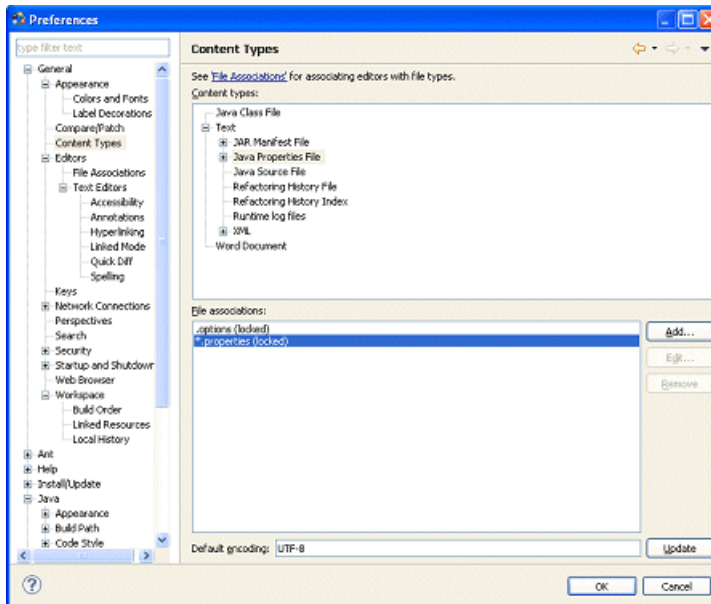 Preferences
type filter text
General
Appearance
Colors and Fonts
Label Decorations
Compare/Patch
Content Types
Editors
File Associations
Text Editors
Accessibility
Annotations
Hyperlinking
Linked Mode
Quick Diff
Spelling
Keys
Network Connections
Perspectives
Search
Security
Startup and Shutdown
Web Browser
Workspace
Build Order
Linked Resources
Local History
Ant
Help
Install/Update
Java
Appearance
Build Path
Code Style
Content Types
See 'File Associations' for associating editors with file types.
Content types:
Java Class File
Text
JAR Manifest File
Java Properties File
Java Source File
Refactoring History File
Refactoring History Index
Runtime log files
XML
Word Document
File associations:
.options (locked)
*.properties (locked)
Add...
Edit...
Remove
Default encoding: UTF-8
Update
?
OK
Cancel